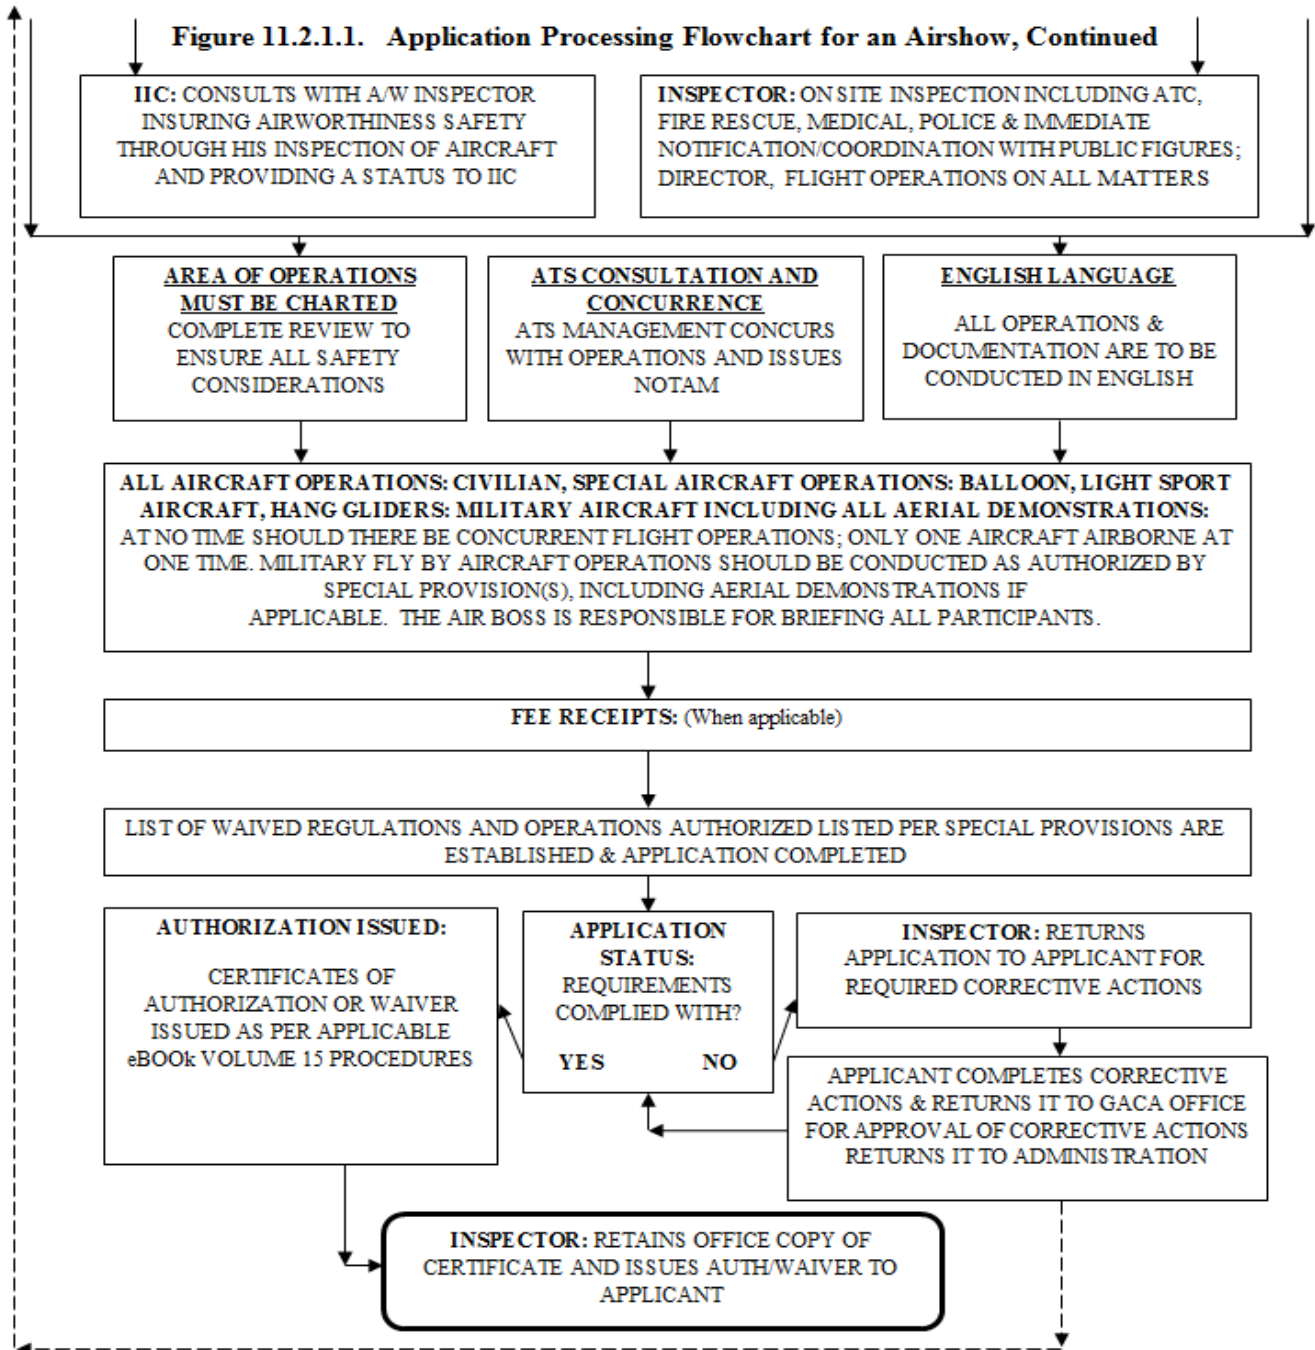 Figure 11.2.1.1. Application Processing Flowchart for an Airshow, Continued
IIC: CONSULTS WITH A/W INSPECTOR
INSURING AIRWORTHINESS SAFETY
THROUGH HIS INSPECTION OF AIRCRAFT
AND PROVIDING A STATUS TO IIC
INSPECTOR: ON SITE INSPECTION INCLUDING ATC,
FIRE RESCUE, MEDICAL, POLICE & IMMEDIATE
NOTIFICATION/COORDINATION WITH PUBLIC FIGURES;
DIRECTOR, FLIGHT OPERATIONS ON ALL MATTERS
AREA OF OPERATIONS
MUST BE CHARTED
COMPLETE REVIEW TO
ENSURE ALL SAFETY
CONSIDERATIONS
ATS CONSULTATION AND
CONCURRENCE
ATS MANAGEMENT CONCURS
WITH OPERATIONS AND ISSUES
NOTAM
ENGLISH LANGUAGE
ALL OPERATIONS &
DOCUMENTATION ARE TO BE
CONDUCTED IN ENGLISH
ALL AIRCRAFT OPERATIONS: CIVILIAN, SPECIAL AIRCRAFT OPERATIONS: BALLOON, LIGHT SPORT
AIRCRAFT, HANG GLIDERS: MILITARY AIRCRAFT INCLUDING ALL AERIAL DEMONSTRATIONS:
AT NO TIME SHOULD THERE BE CONCURRENT FLIGHT OPERATIONS; ONLY ONE AIRCRAFT AIRBORNE AT
ONE TIME. MILITARY FLY BY AIRCRAFT OPERATIONS SHOULD BE CONDUCTED AS AUTHORIZED BY
SPECIAL PROVISION(S), INCLUDING AERIAL DEMONSTRATIONS IF
APPLICABLE. THE AIR BOSS IS RESPONSIBLE FOR BRIEFING ALL PARTICIPANTS.
FEE RECEIPTS: (When applicable)
LIST OF WAIVED REGULATIONS AND OPERATIONS AUTHORIZED LISTED PER SPECIAL PROVISIONS ARE
ESTABLISHED & APPLICATION COMPLETED
AUTHORIZATION ISSUED:
CERTIFICATES OF
AUTHORIZATION OR WAIVER
ISSUED AS PER APPLICABLE
eBOOk VOLUME 15 PROCEDURES
APPLICATION
STATUS:
REQUIREMENTS
COMPLIED WITH?
YES NO
INSPECTOR: RETURNS
APPLICATION TO APPLICANT FOR
REQUIRED CORRECTIVE ACTIONS
APPLICANT COMPLETES CORRECTIVE
ACTIONS & RETURNS IT TO GACA OFFICE
FOR APPROVAL OF CORRECTIVE ACTIONS
RETURNS IT TO ADMINISTRATION
INSPECTOR: RETAINS OFFICE COPY OF
CERTIFICATE AND ISSUES AUTH/WAIVER TO
APPLICANT